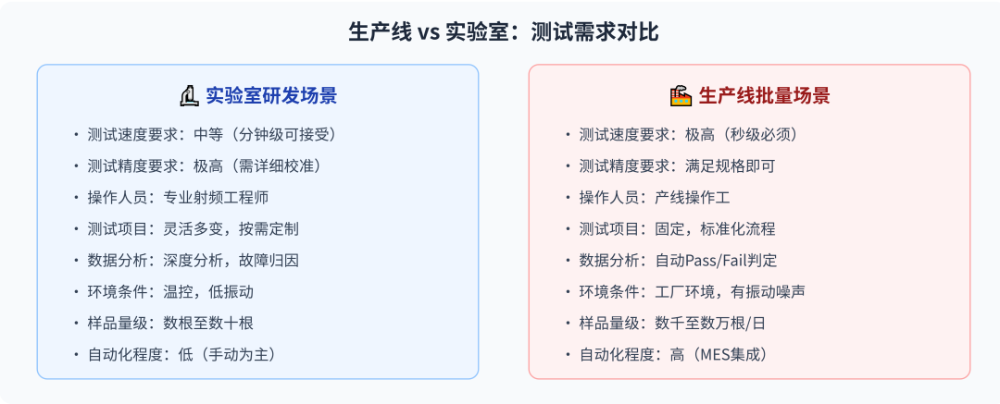 生产线 vs 实验室：测试需求对比
实验室研发场景
• 测试速度要求：中等（分钟级可接受）
• 测试精度要求：极高（需详细校准）
• 操作人员：专业射频工程师
• 测试项目：灵活多变，按需定制
• 数据分析：深度分析，故障归因
• 环境条件：温控，低振动
• 样品量级：数根至数十根
• 自动化程度：低（手动为主）
生产线批量场景
• 测试速度要求：极高（秒级必须）
• 测试精度要求：满足规格即可
• 操作人员：产线操作工
• 测试项目：固定，标准化流程
• 数据分析：自动Pass/Fail判定
• 环境条件：工厂环境，有振动噪声
• 样品量级：数千至数万根/日
• 自动化程度：高（MES集成）